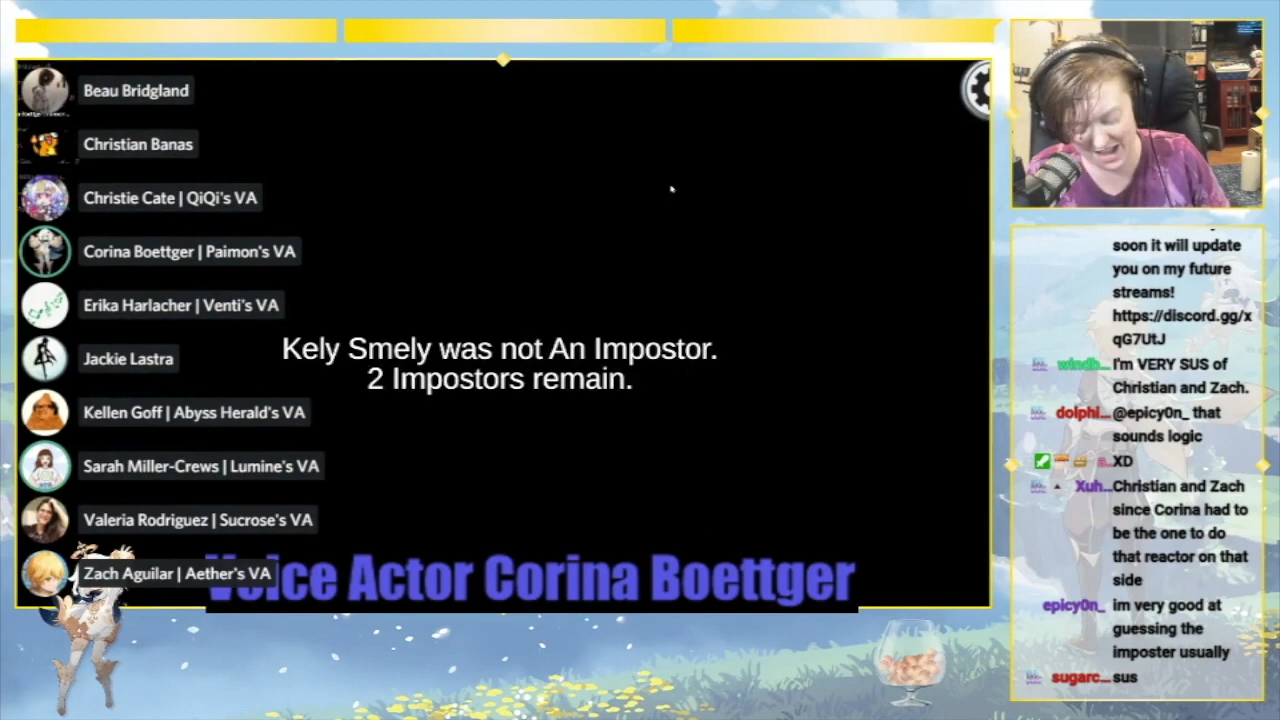 Beau Bridgland
Christian Banas
Christie Cate | QiQi's VA
Corina Boettger | Paimon's VA
Erika Harlacher | Venti's VA
Jackie Lastra
Kellen Goff | Abyss Herald's VA
Sarah Miller-Crews | Lumine's VA
Valeria Rodriguez | Sucrose's VA
Zach Aguilar | Aether's VA
Kely Smely was not An Impostor.
2 Impostors remain.
Voice Actor Corina Boettger
soon it will update
you on my future
streams!
https://discord.gg/x
qG7UtJ
windh... I'm VERY SUS of
Christian and Zach.
dolphi... @epicy0n_ that
sounds logic
XD
Xuh... Christian and Zach
since Corina had to
be the one to do
that reactor on that
side
epicy0n_ im very good at
guessing the
imposter usually
sugarc... sus